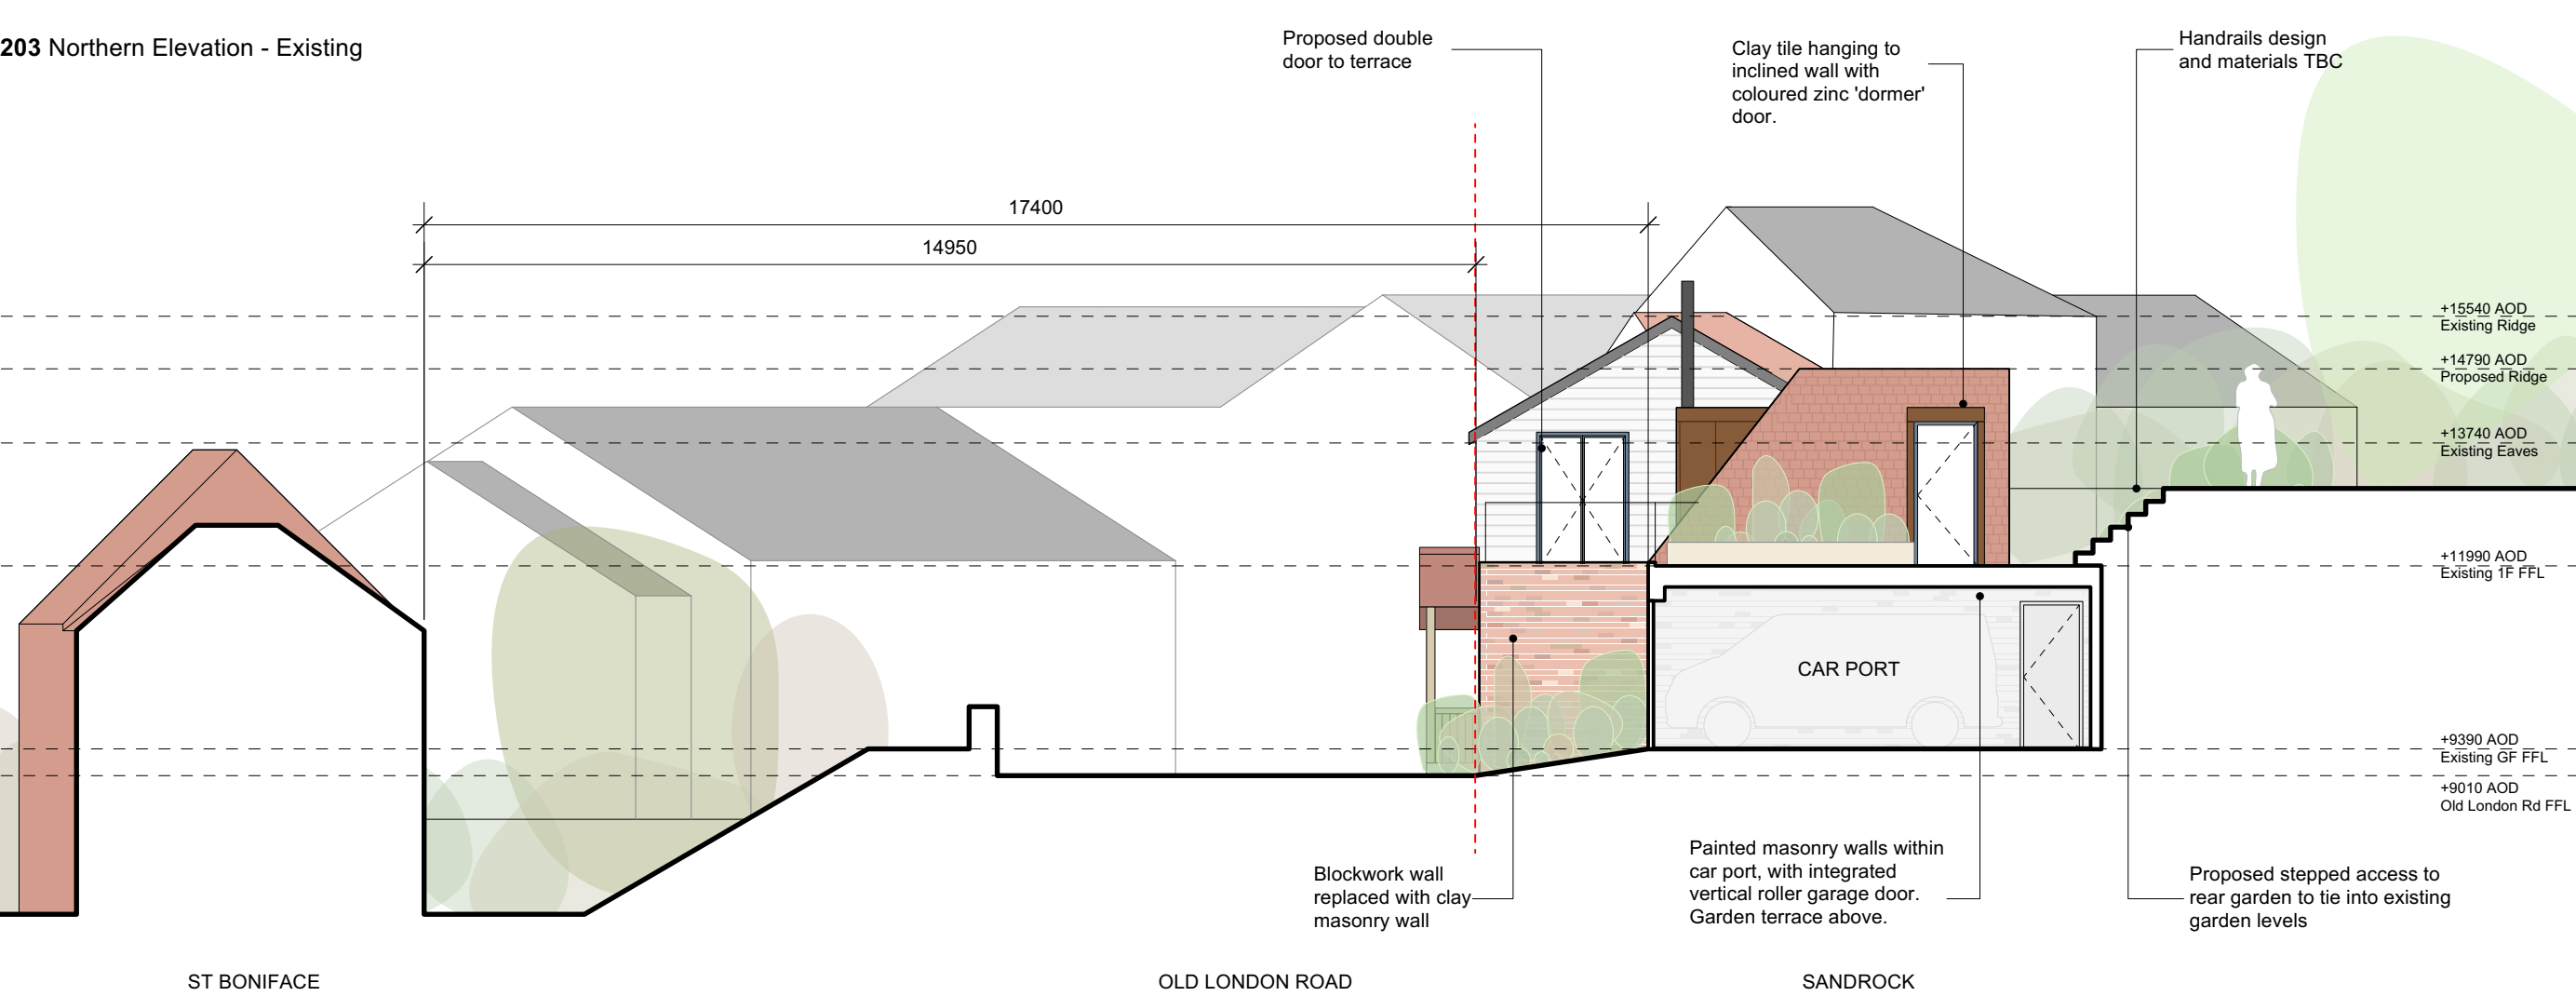 203 Northern Elevation - Existing
Proposed double
door to terrace
Clay tile hanging to
inclined wall with
coloured zinc 'dormer'
door.
Handrails design
and materials TBC
17400
14950
+15540 AOD
Existing Ridge
+14790 AOD
Proposed Ridge
+13740 AOD
Existing Eaves
+11990 AOD
Existing 1F FFL
CAR PORT
+9390 AOD
Existing GF FFL
+9010 AOD
Old London Rd FFL
Blockwork wall
replaced with clay
masonry wall
Painted masonry walls within
car port, with integrated
vertical roller garage door.
Garden terrace above.
Proposed stepped access to
rear garden to tie into existing
garden levels
ST BONIFACE
OLD LONDON ROAD
SANDROCK